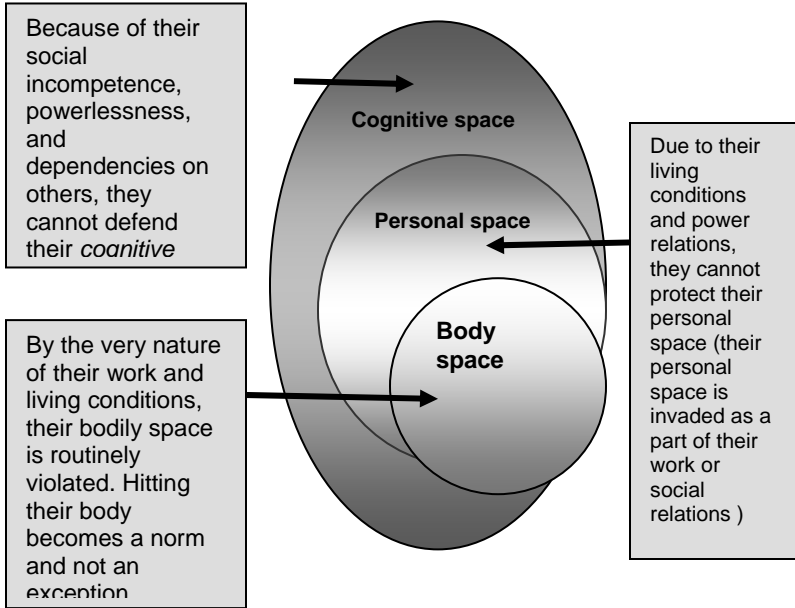 Because of their
social
incompetence,
powerlessness,
and
dependencies on
others, they
cannot defend
their cognitive
Cognitive space
Personal space
Body
space
Due to their
living
conditions
and power
relations,
they cannot
protect their
personal
space (their
personal
space is
invaded as a
part of their
work or
social
relations )
By the very nature
of their work and
living conditions,
their bodily space
is routinely
violated. Hitting
their body
becomes a norm
and not an
exception